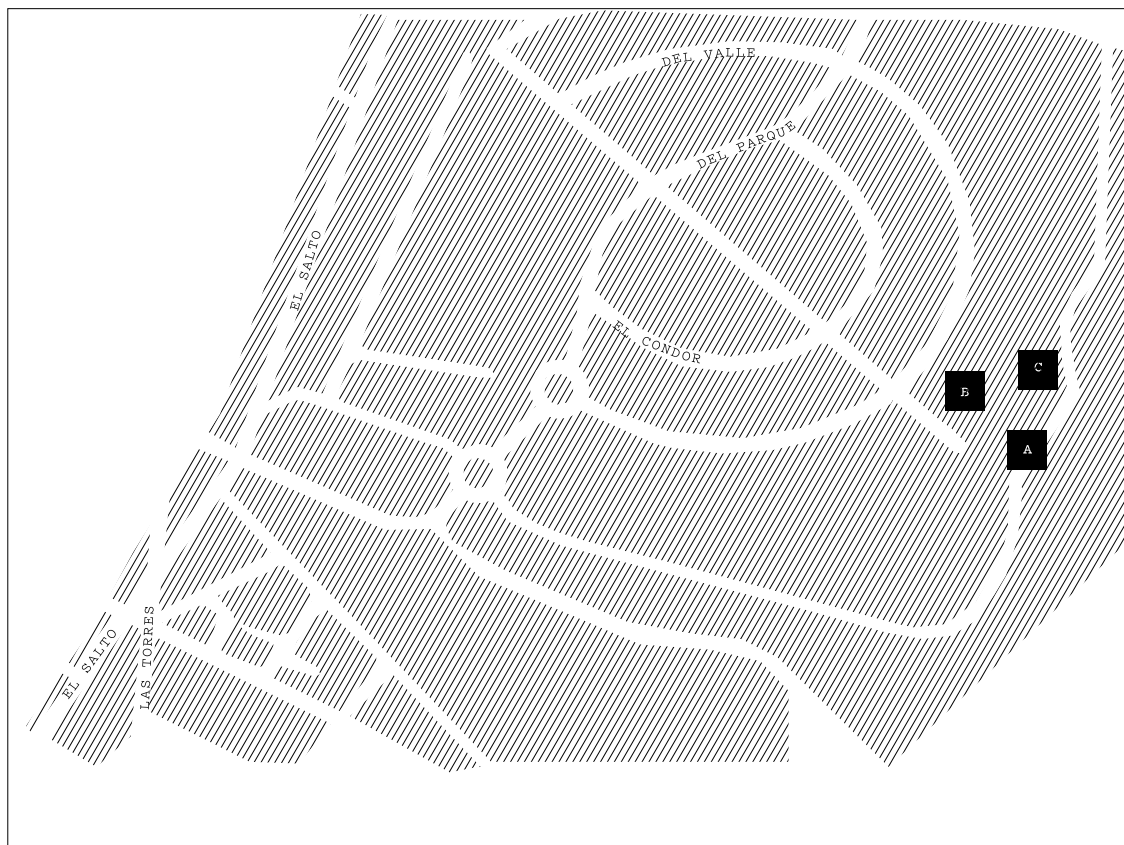 DEL VALLE
DEL PARQUE
EL SALTO
EL CONDOR
C
B
A
EL SALTO
LAS TORRES